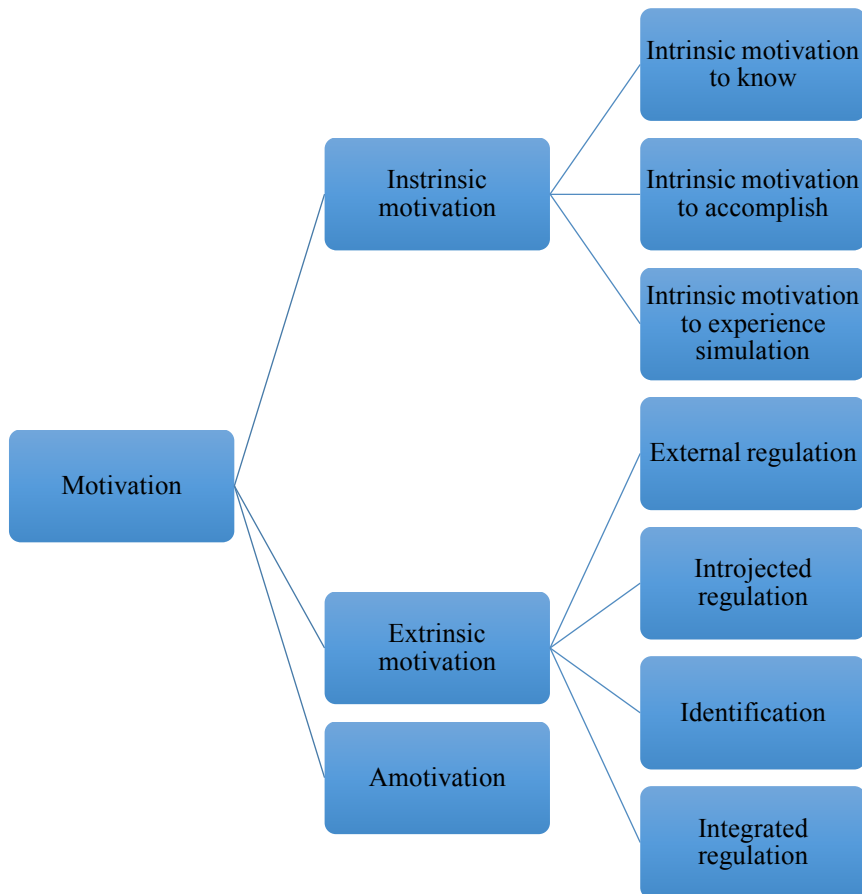 Intrinsic motivation
to know
Instrinsic
motivation
Intrinsic motivation
to accomplish
Intrinsic motivation
to experience
simulation
Motivation
External regulation
Introjected
regulation
Extrinsic
motivation
Identification
Amotivation
Integrated
regulation